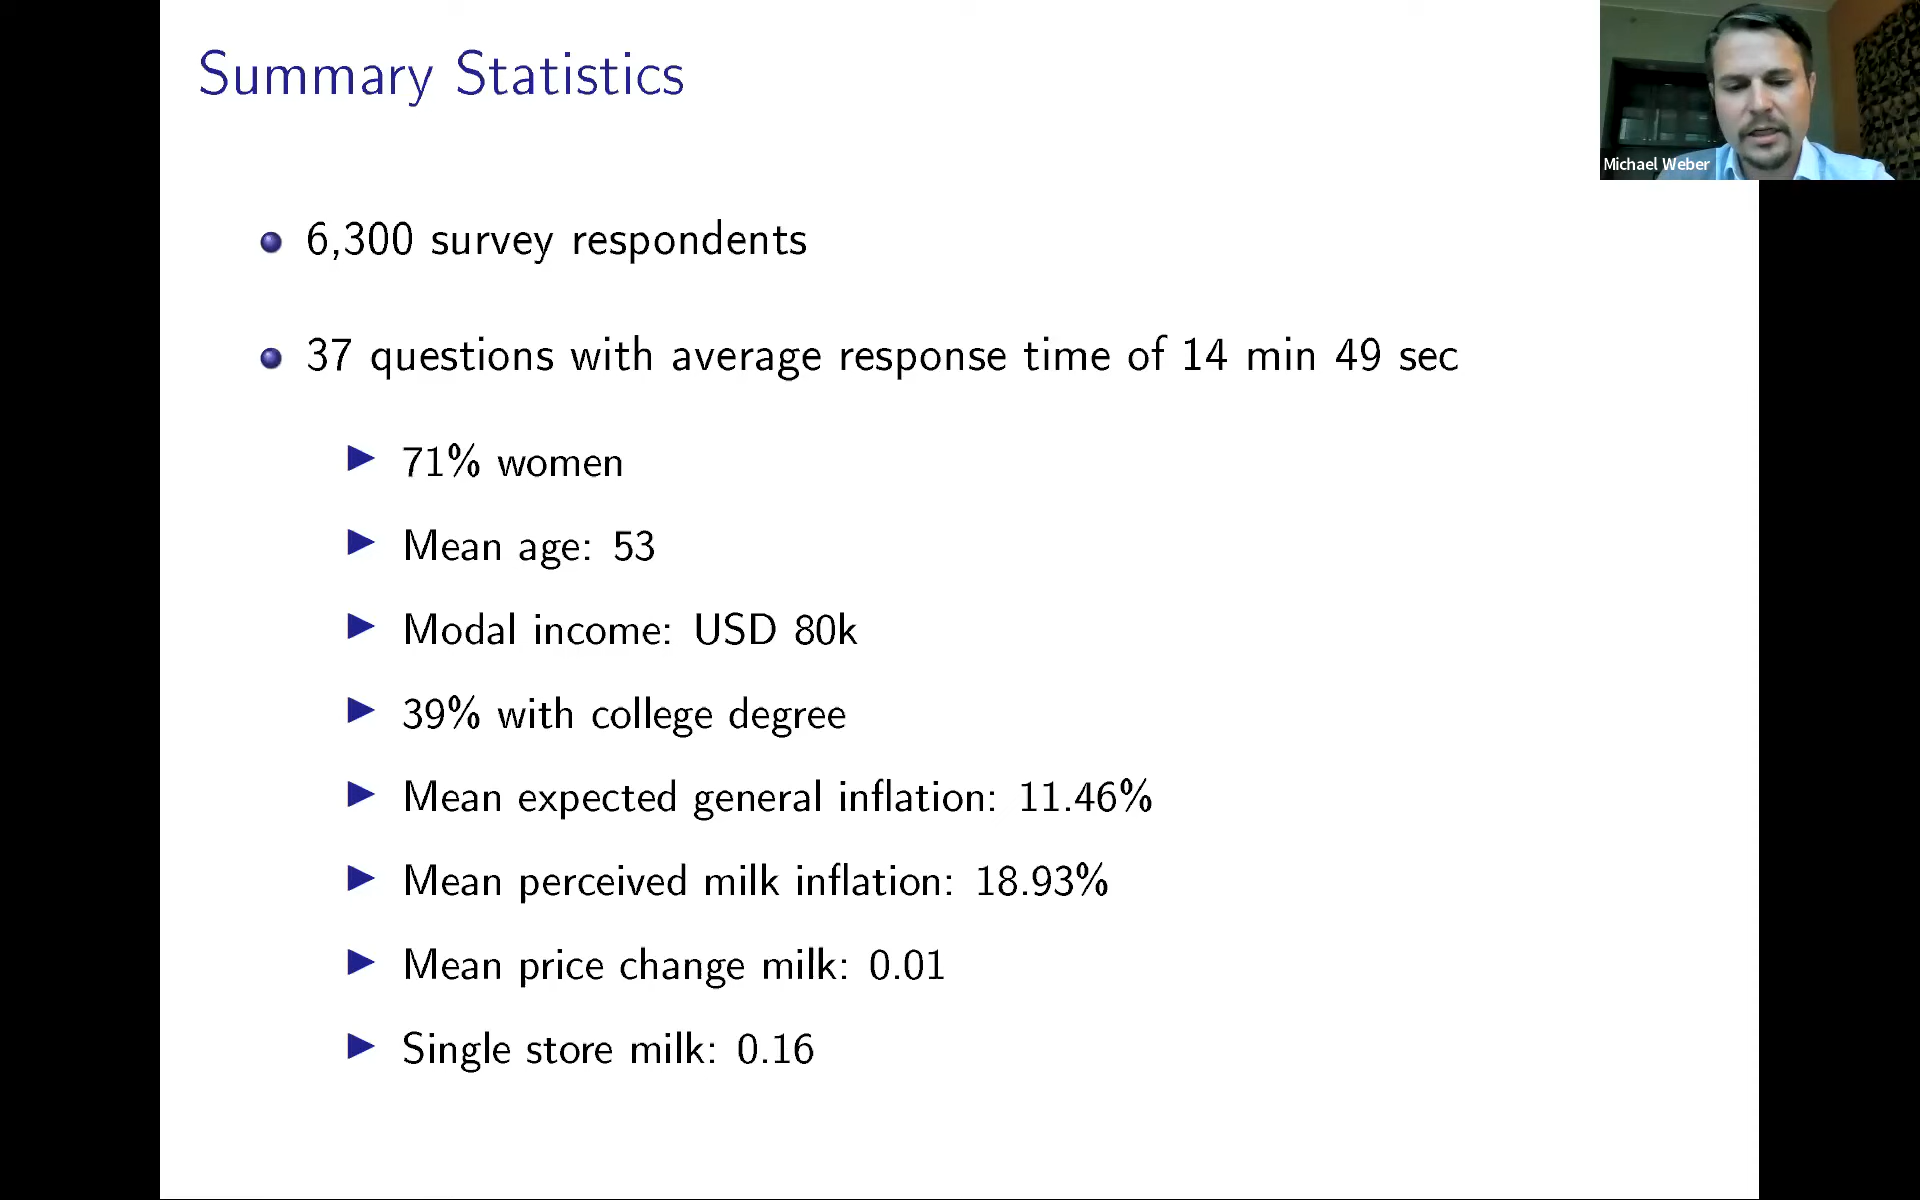 Summary Statistics
Michael Weber
6,300 survey respondents
37 questions with average response time of 14 min 49 sec
71% women
Mean age: 53
Modal income: USD 80k
39% with college degree
Mean expected general inflation: 11.46%
Mean perceived milk inflation: 18.93%
Mean price change milk: 0.01
Single store milk: 0.16